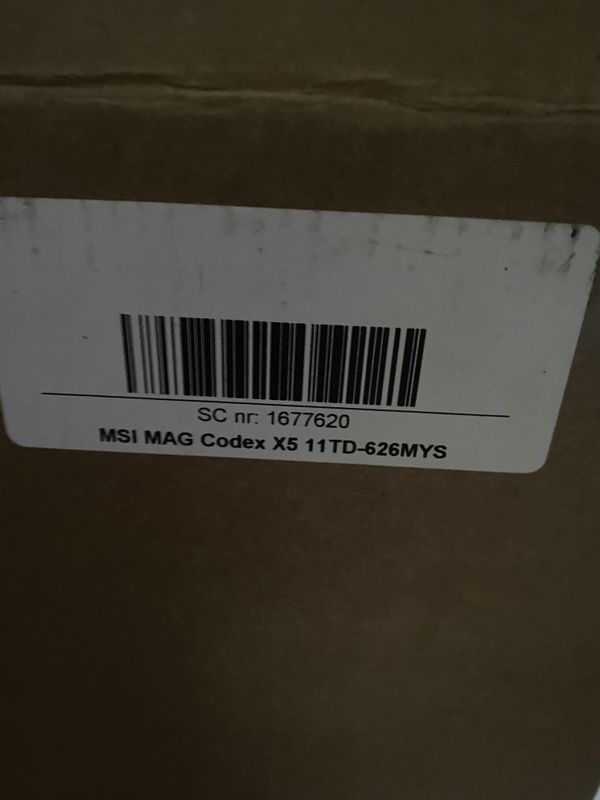 SC nr: 1677620
MSI MAG Codex X5 11TD-626MYS